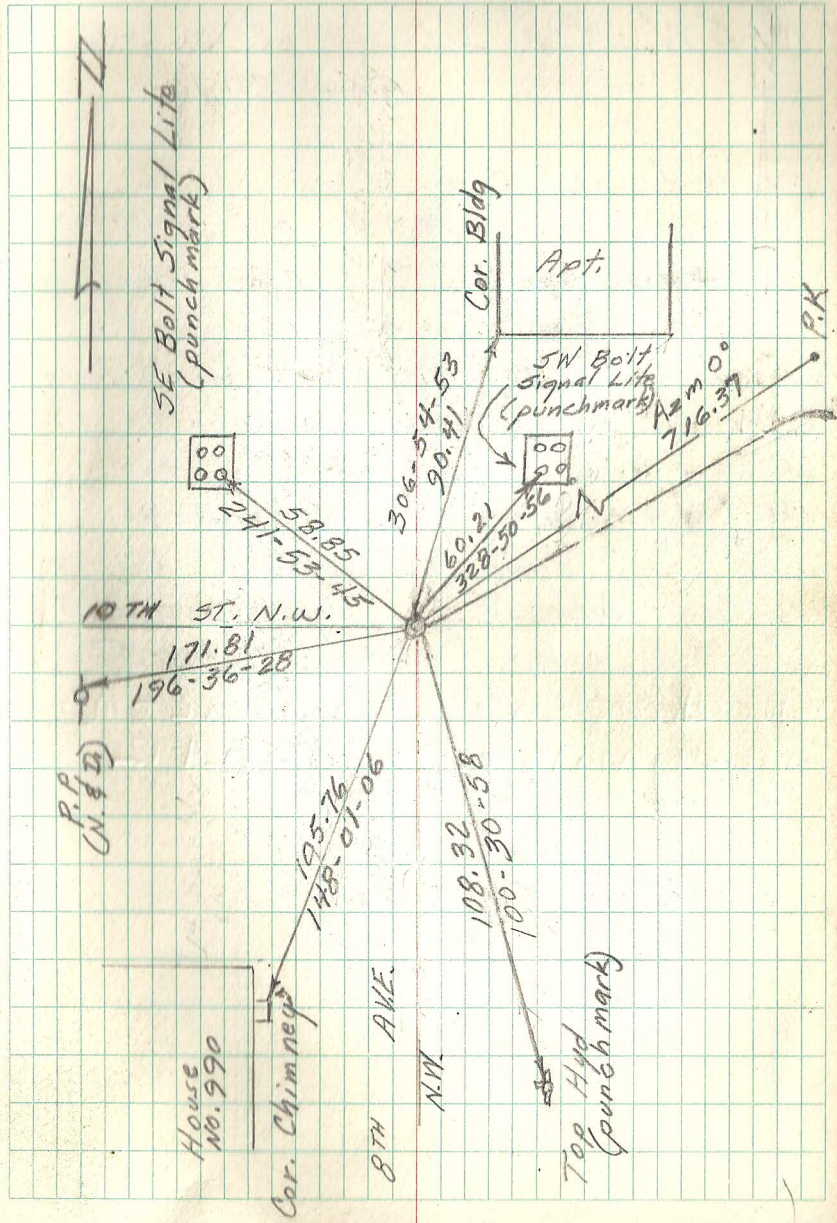 SE Bolt Signal Lite
(punchmark)
58.85
241-53-45
Cor. Bldg
Apt.
306-54-53
90.41
SW Bolt
Signal Lite
(punchmark)
60.21
328-50-56
Azm 0°
716.37
P.K
10 TH ST. N.W.
171.81
196-36-28
P.P.
House
No. 990
Cor. Chimney
105.76
148-01-06
8TH AVE.
N.W.
108.32
100-30-58
Top Hyd
(punchmark)